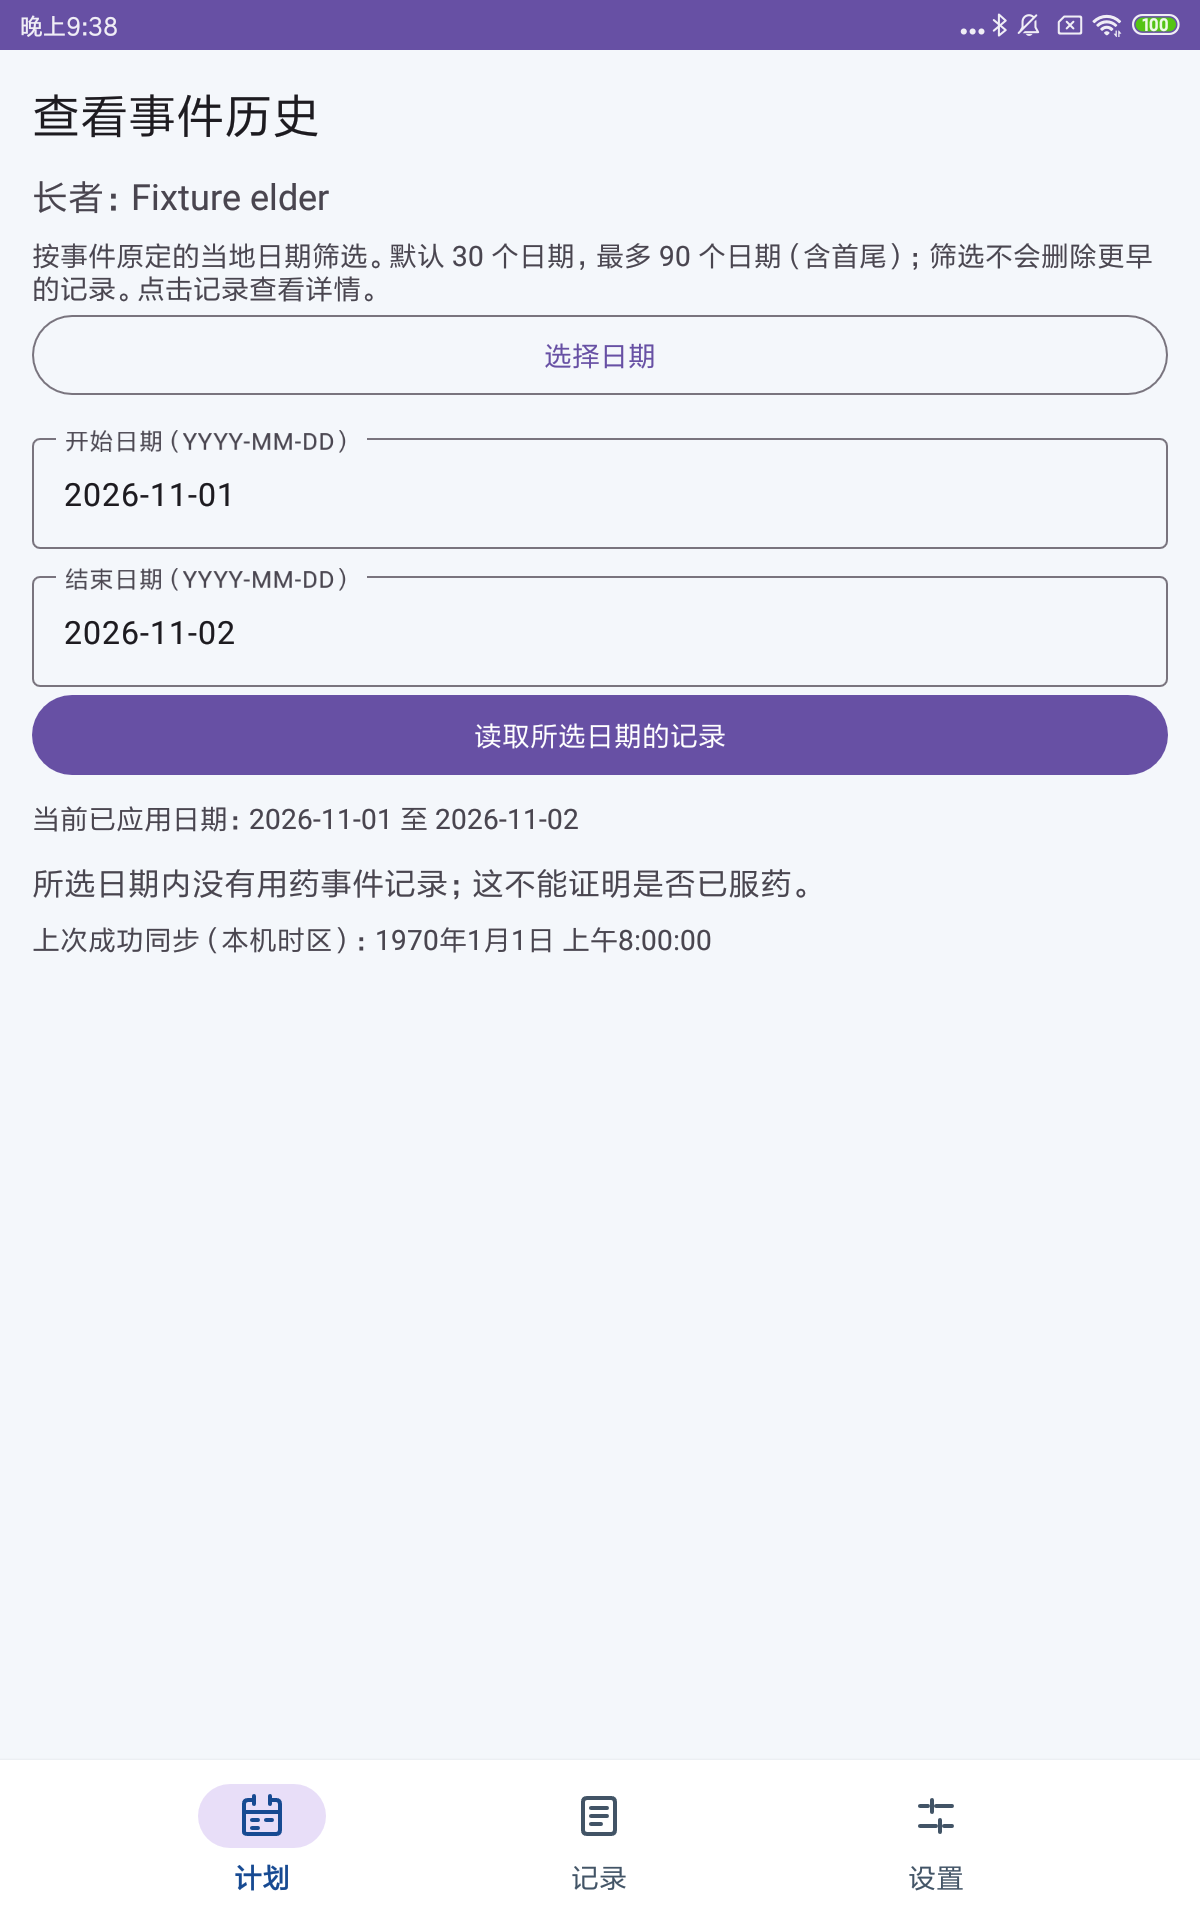 晚上9:38
100
查看事件历史
长者：Fixture elder
按事件原定的当地日期筛选。默认 30 个日期，最多 90 个日期（含首尾）；筛选不会删除更早
的记录。点击记录查看详情。
选择日期
开始日期（YYYY-MM-DD）
2026-11-01
结束日期（YYYY-MM-DD）
2026-11-02
读取所选日期的记录
当前已应用日期：2026-11-01 至 2026-11-02
所选日期内没有用药事件记录；这不能证明是否已服药。
上次成功同步（本机时区）：1970年1月1日 上午8:00:00
计划
记录
设置